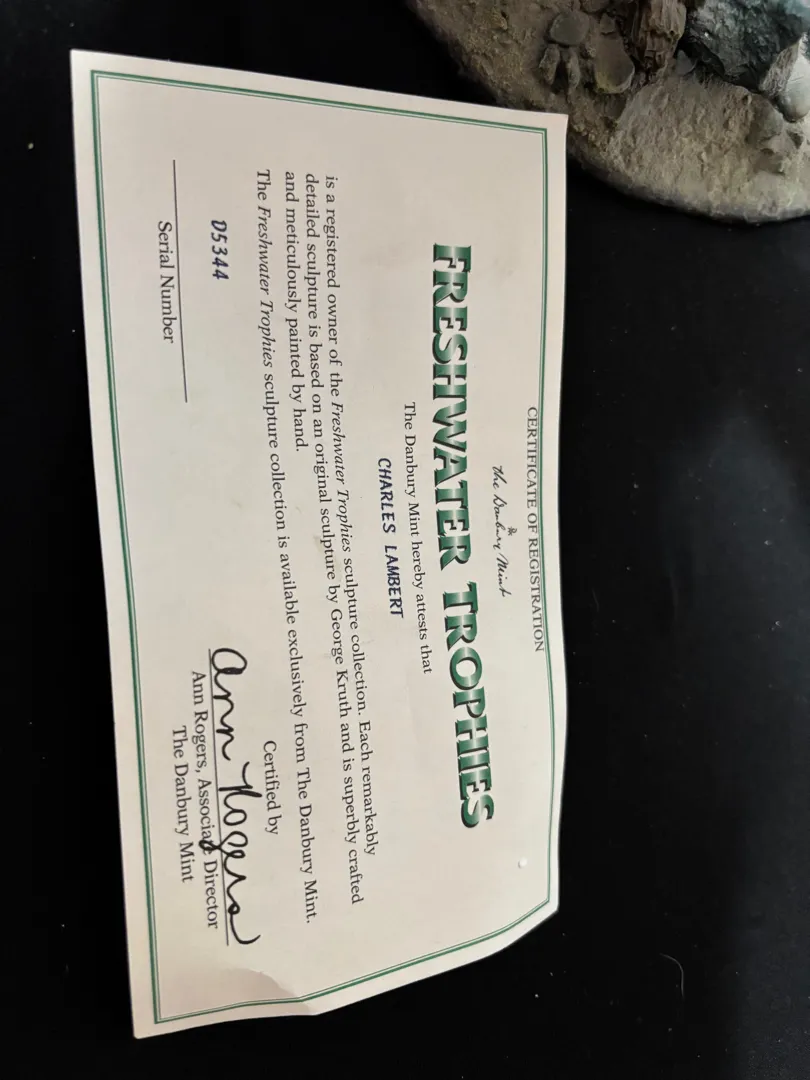 CERTIFICATE OF REGISTRATION
the Danbury Mint
FRESHWATER TROPHIES
The Danbury Mint hereby attests that
CHARLES LAMBERT
is a registered owner of the Freshwater Trophies sculpture collection. Each remarkably
detailed sculpture is based on an original sculpture by George Kruth and is superbly crafted
and meticulously painted by hand.
The Freshwater Trophies sculpture collection is available exclusively from The Danbury Mint.
D5344
Serial Number
Certified by
Ann Rogers
Ann Rogers, Associate Director
The Danbury Mint